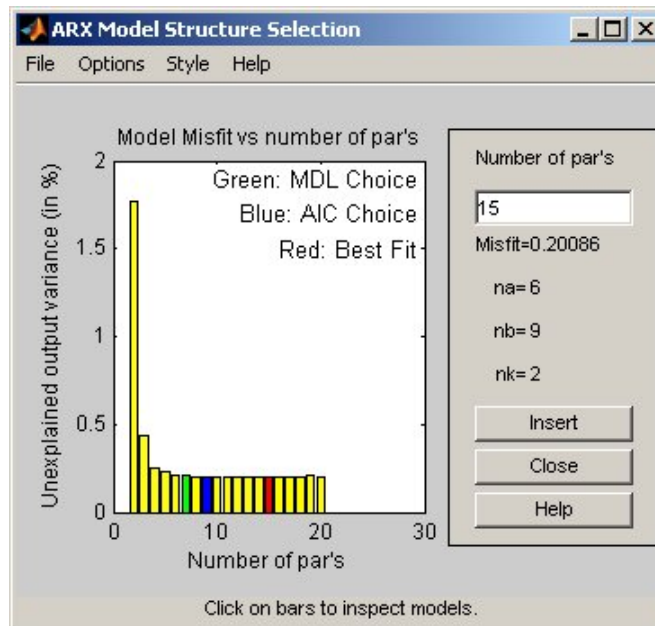 ARX Model Structure Selection
File Options Style Help
Model Misfit vs number of par's
Unexplained output variance (in %)
2
1.5
1
0.5
0
Green: MDL Choice
Blue: AIC Choice
Red: Best Fit
0 10 20 30
Number of par's
Number of par's
15
Misfit=0.20086
na= 6
nb= 9
nk= 2
Insert
Close
Help
Click on bars to inspect models.